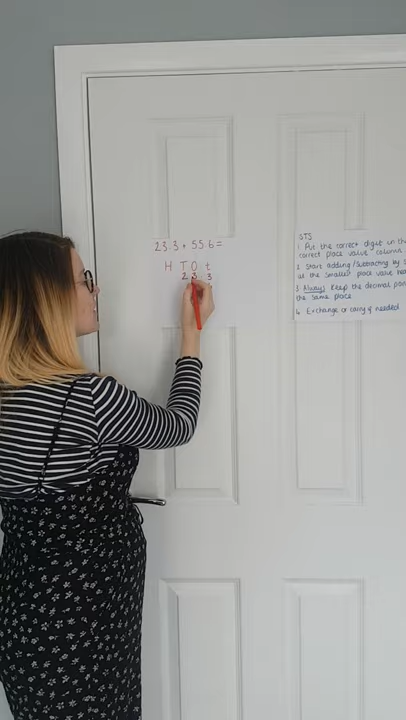 23.3 + 55.6 =
H T O t
2 3 3
STS
1. Put the correct digit in the
correct place value column.
2. Start adding/subtracting by
at the smallest place value
3. Always keep the decimal
the same place
4. Exchange or carry if needed